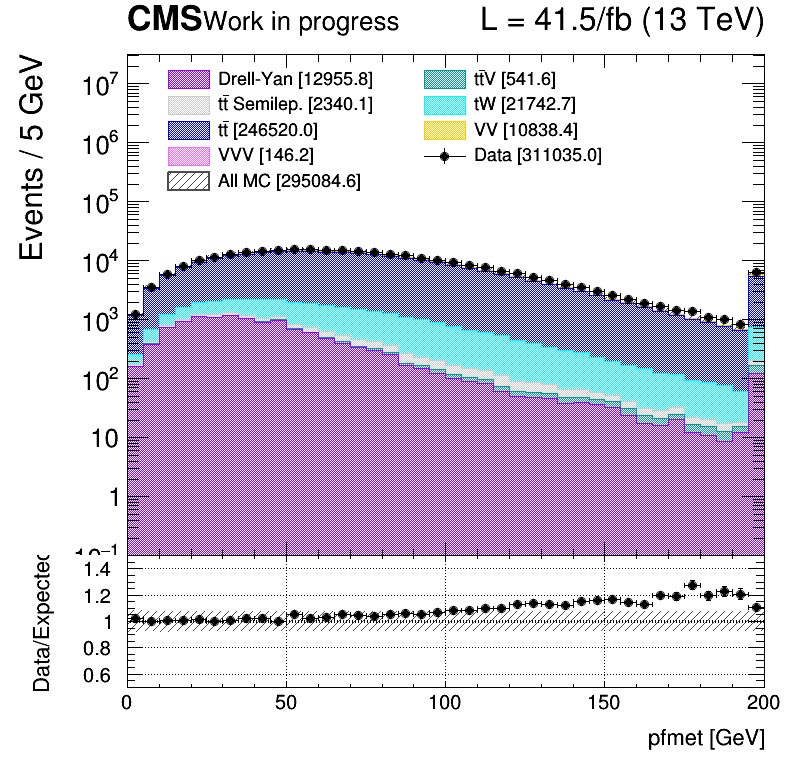 CMS Work in progress L = 41.5/fb (13 TeV)
Events / 5 GeV
Drell-Yan [12955.8] tt̄V [541.6]
tt̄ Semilep. [2340.1] tW [21742.7]
tt̄ [246520.0] VV [10838.4]
VVV [146.2] Data [311035.0]
All MC [295084.6]
10⁷
10⁶
10⁵
10⁴
10³
10²
10
1
10⁻¹
Data/Expected
1.4
1.2
1
0.8
0.6
0 50 100 150 200
pfmet [GeV]